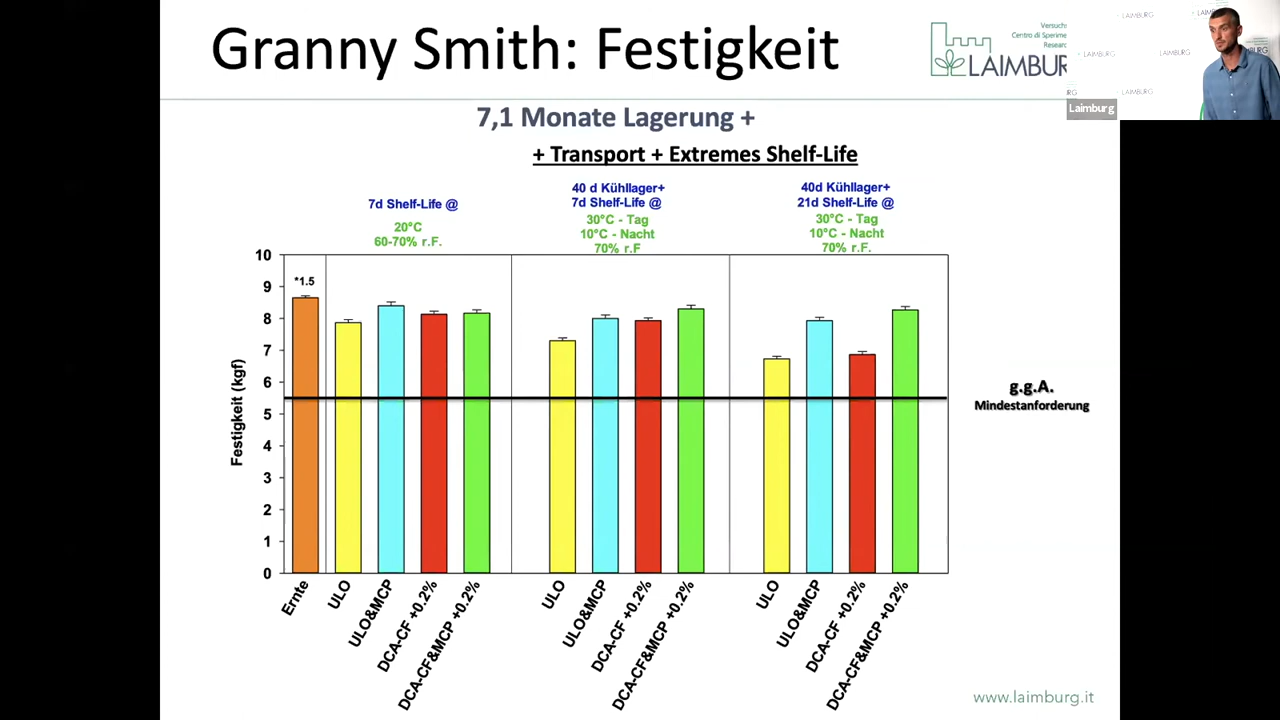 Granny Smith: Festigkeit
LAIMBUR
Laimburg
7,1 Monate Lagerung +
+ Transport + Extremes Shelf-Life
7d Shelf-Life @
20°C
60-70% r.F.
40 d Kühllager+
7d Shelf-Life @
30°C - Tag
10°C - Nacht
70% r.F
40d Kühllager+
21d Shelf-Life @
30°C - Tag
10°C - Nacht
70% r.F.
Festigkeit (kgf)
10
9
8
7
6
5
4
3
2
1
0
*1.5
g.g.A.
Mindestanforderung
Ernte
ULO
ULO&MCP
DCA-CF +0.2%
DCA-CF&MCP +0.2%
ULO
ULO&MCP
DCA-CF +0.2%
DCA-CF&MCP +0.2%
ULO
ULO&MCP
DCA-CF +0.2%
DCA-CF&MCP +0.2%
www.laimburg.it